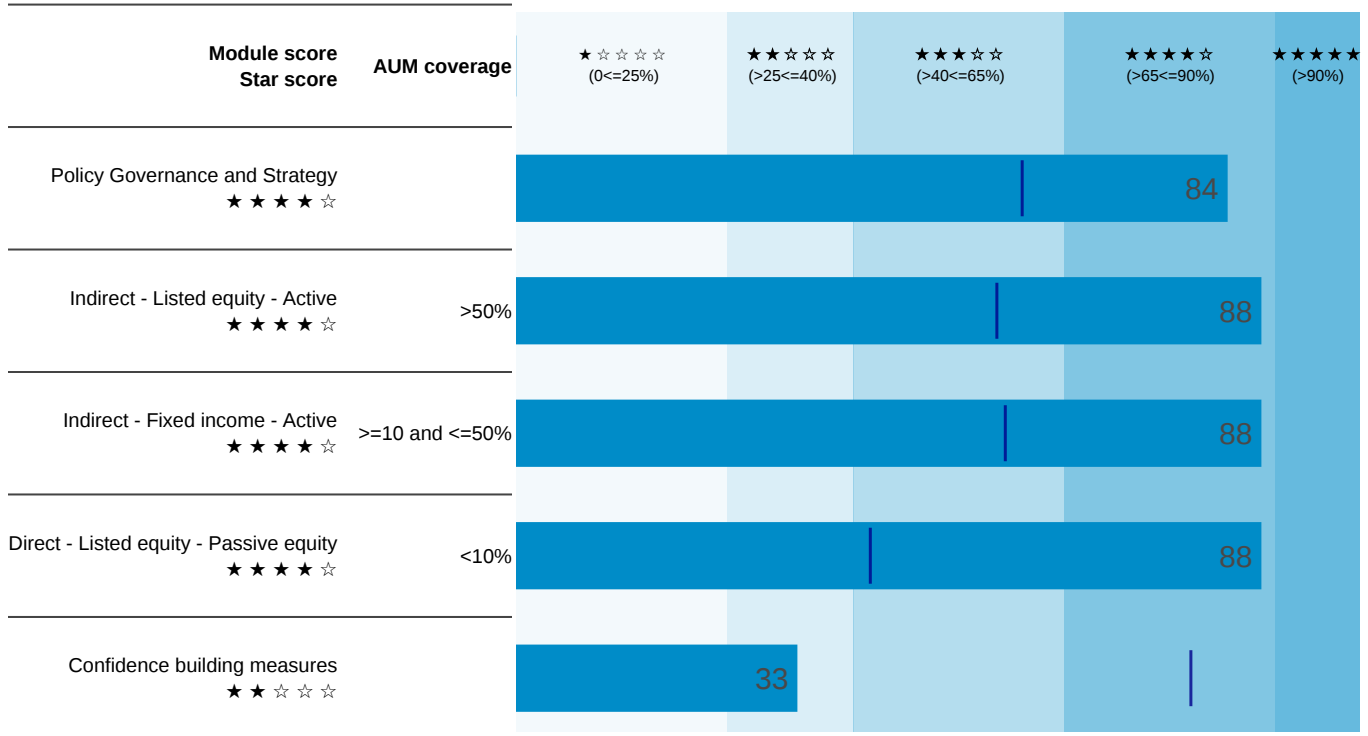 Module score
Star score
AUM coverage
★ ☆ ☆ ☆ ☆
(0<=25%)
★ ★ ☆ ☆ ☆
(>25<=40%)
★ ★ ★ ☆ ☆
(>40<=65%)
★ ★ ★ ★ ☆
(>65<=90%)
★ ★ ★ ★ ★
(>90%)
Policy Governance and Strategy
★ ★ ★ ★ ☆
84
Indirect - Listed equity - Active
★ ★ ★ ★ ☆
>50%
88
Indirect - Fixed income - Active
★ ★ ★ ★ ☆
>=10 and <=50%
88
Direct - Listed equity - Passive equity
★ ★ ★ ★ ☆
<10%
88
Confidence building measures
★ ★ ☆ ☆ ☆
33